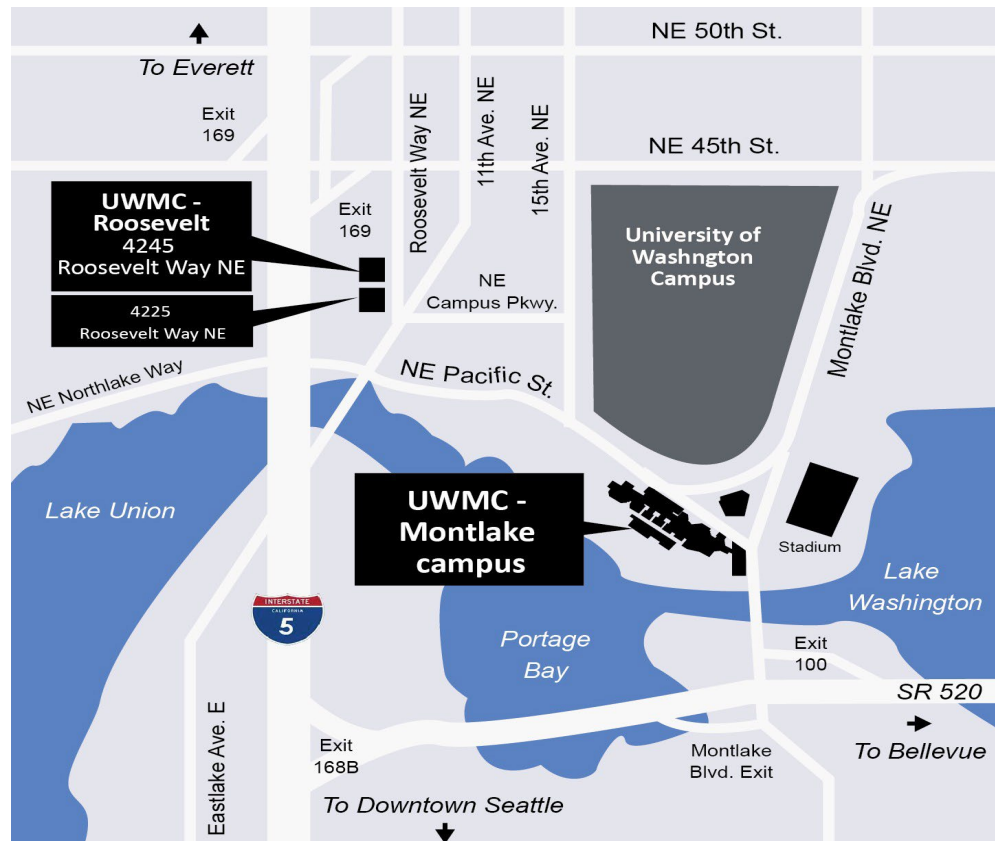 NE 50th St.
To Everett
Exit
169
Roosevelt Way NE
11th Ave. NE
15th Ave. NE
NE 45th St.
UWMC -
Roosevelt
4245
Roosevelt Way NE
Exit
169
University of
Washngton
Campus
Montlake Blvd. NE
NE
Campus Pkwy.
4225
Roosevelt Way NE
NE Northlake Way
NE Pacific St.
Lake Union
UWMC -
Montlake
campus
Stadium
Lake
Washington
INTERSTATE
CALIFORNIA
5
Portage
Bay
Exit
100
SR 520
To Bellevue
Eastlake Ave. E
Exit
168B
Montlake
Blvd. Exit
To Downtown Seattle